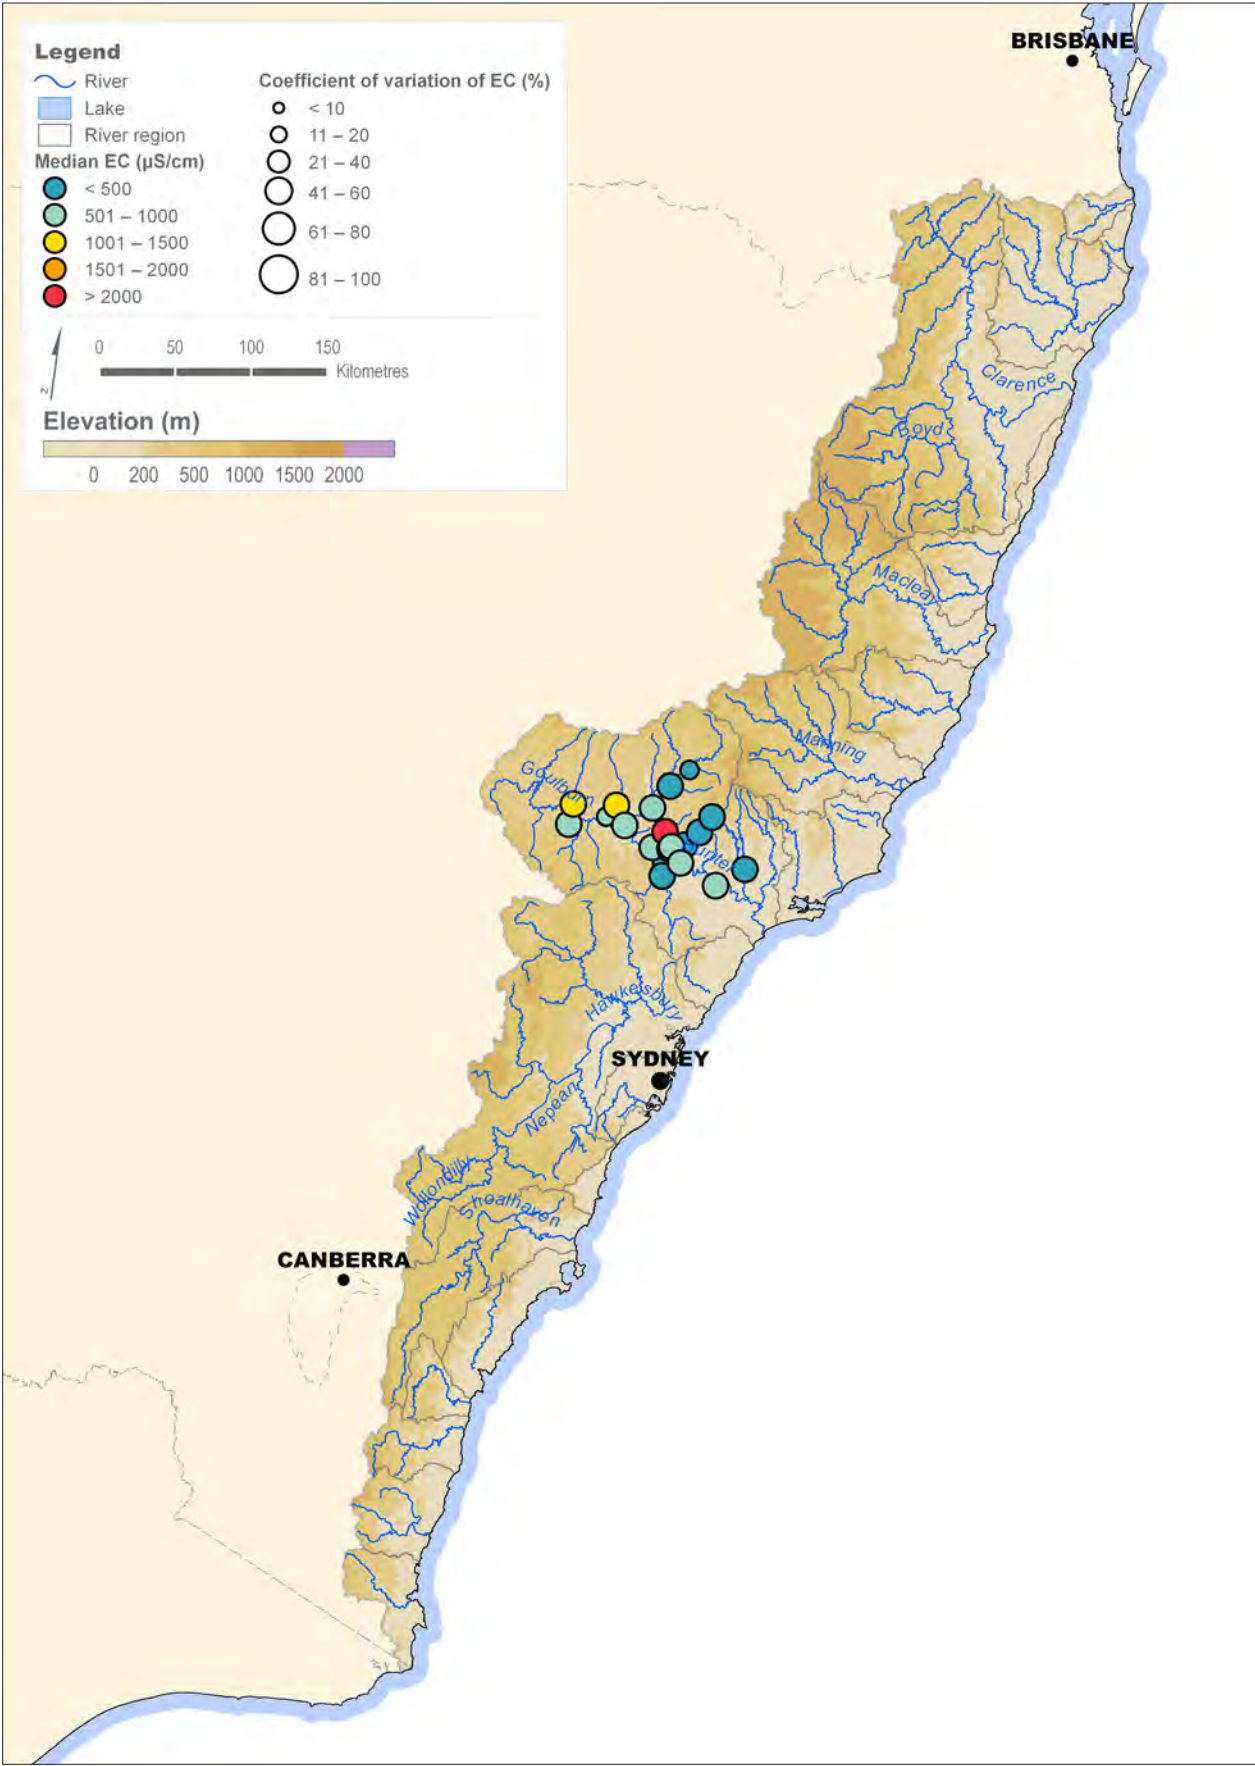 BRISBANE
Legend
River
Lake
River region
Median EC (µS/cm)
< 500
501 – 1000
1001 – 1500
1501 – 2000
> 2000
Coefficient of variation of EC (%)
< 10
11 – 20
21 – 40
41 – 60
61 – 80
81 – 100
N
0 50 100 150
Kilometres
Elevation (m)
0 200 500 1000 1500 2000
Clarence
Boyd
Macleay
Manning
Goulburn
unter
Hawkesbury
SYDNEY
Nepean
Wollondilly
Shoalhaven
CANBERRA